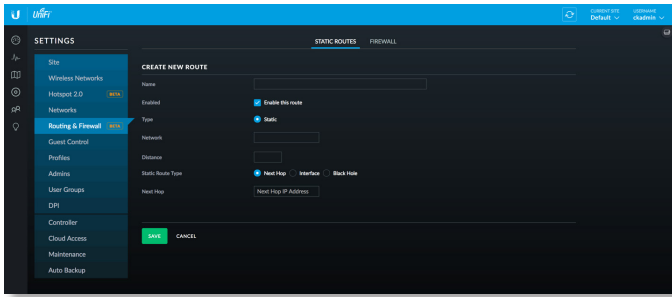 U UniFi
CURRENT SITE
Default
USERNAME
ckadmin
SETTINGS
STATIC ROUTES FIREWALL
Site
Wireless Networks
Hotspot 2.0 BETA
Networks
Routing & Firewall BETA
Guest Control
Profiles
Admins
User Groups
DPI
Controller
Cloud Access
Maintenance
Auto Backup
CREATE NEW ROUTE
Name
Enabled Enable this route
Type Static
Network
Distance
Static Route Type Next Hop Interface Black Hole
Next Hop Next Hop IP Address
SAVE CANCEL